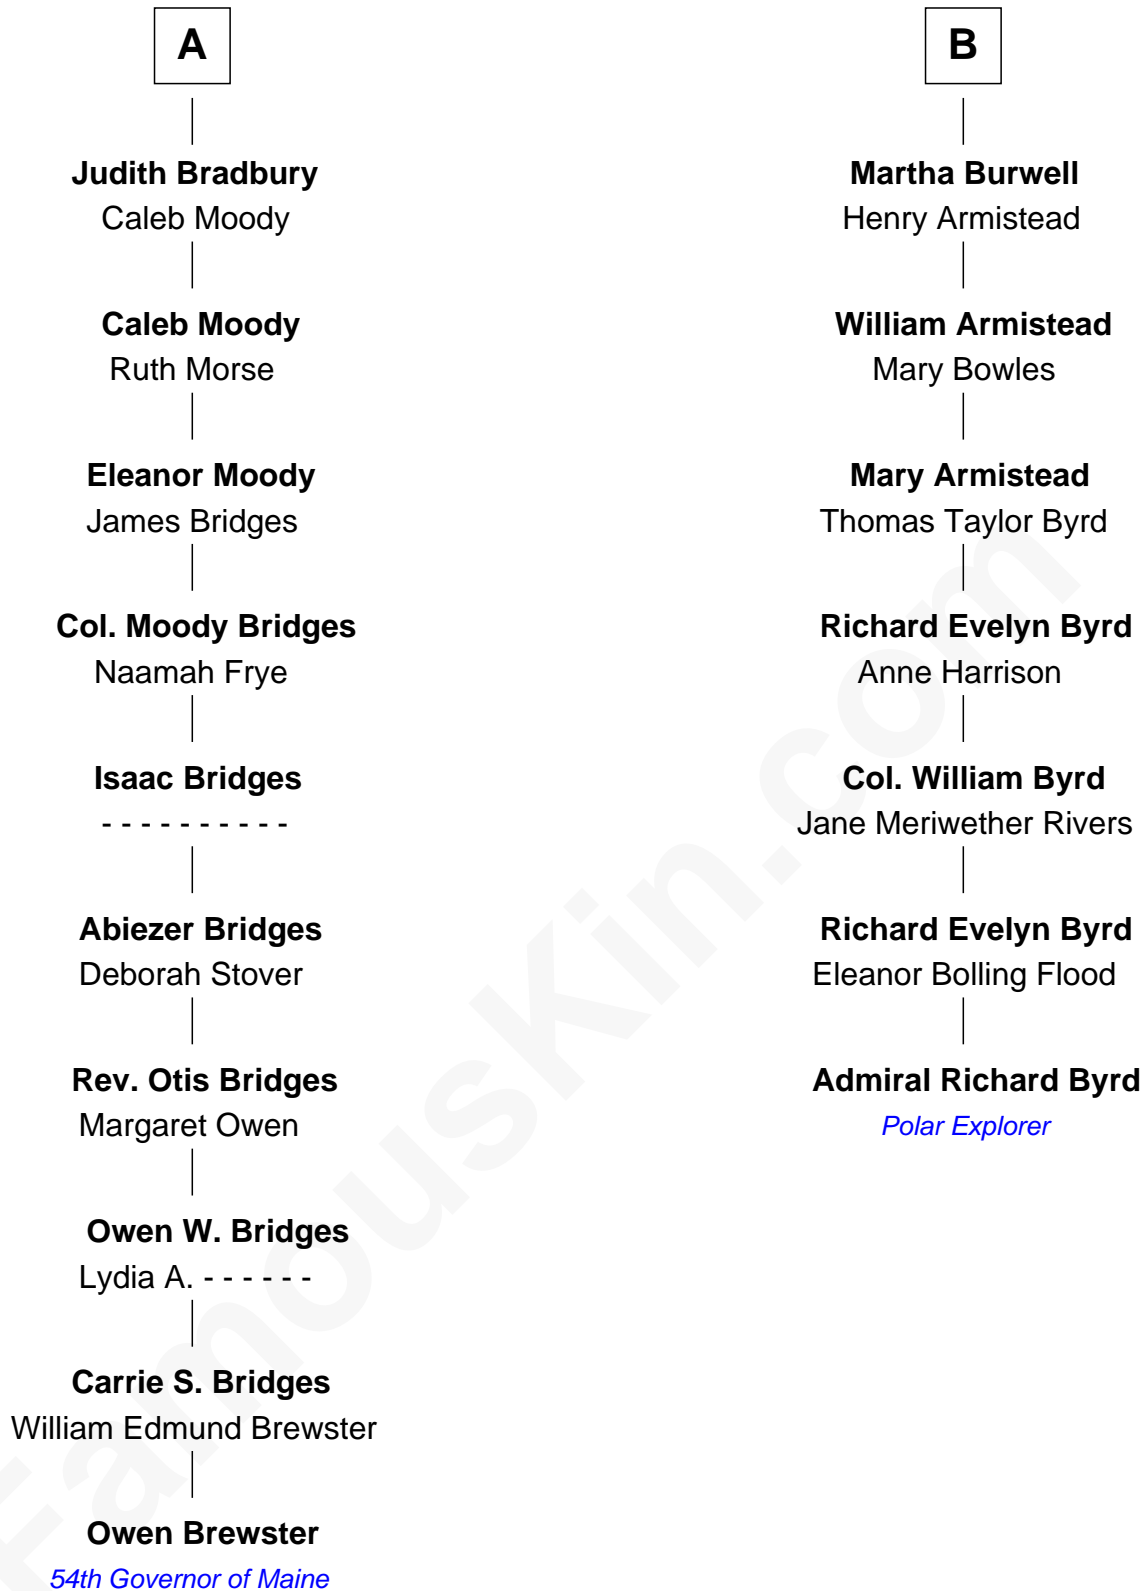 A
Judith Bradbury
Caleb Moody
Caleb Moody
Ruth Morse
Eleanor Moody
James Bridges
Col. Moody Bridges
Naamah Frye
Isaac Bridges
- - - - - - - - - -
Abiezer Bridges
Deborah Stover
Rev. Otis Bridges
Margaret Owen
Owen W. Bridges
Lydia A. - - - - - -
Carrie S. Bridges
William Edmund Brewster
Owen Brewster
54th Governor of Maine
B
Martha Burwell
Henry Armistead
William Armistead
Mary Bowles
Mary Armistead
Thomas Taylor Byrd
Richard Evelyn Byrd
Anne Harrison
Col. William Byrd
Jane Meriwether Rivers
Richard Evelyn Byrd
Eleanor Bolling Flood
Admiral Richard Byrd
Polar Explorer
FamousKin.com